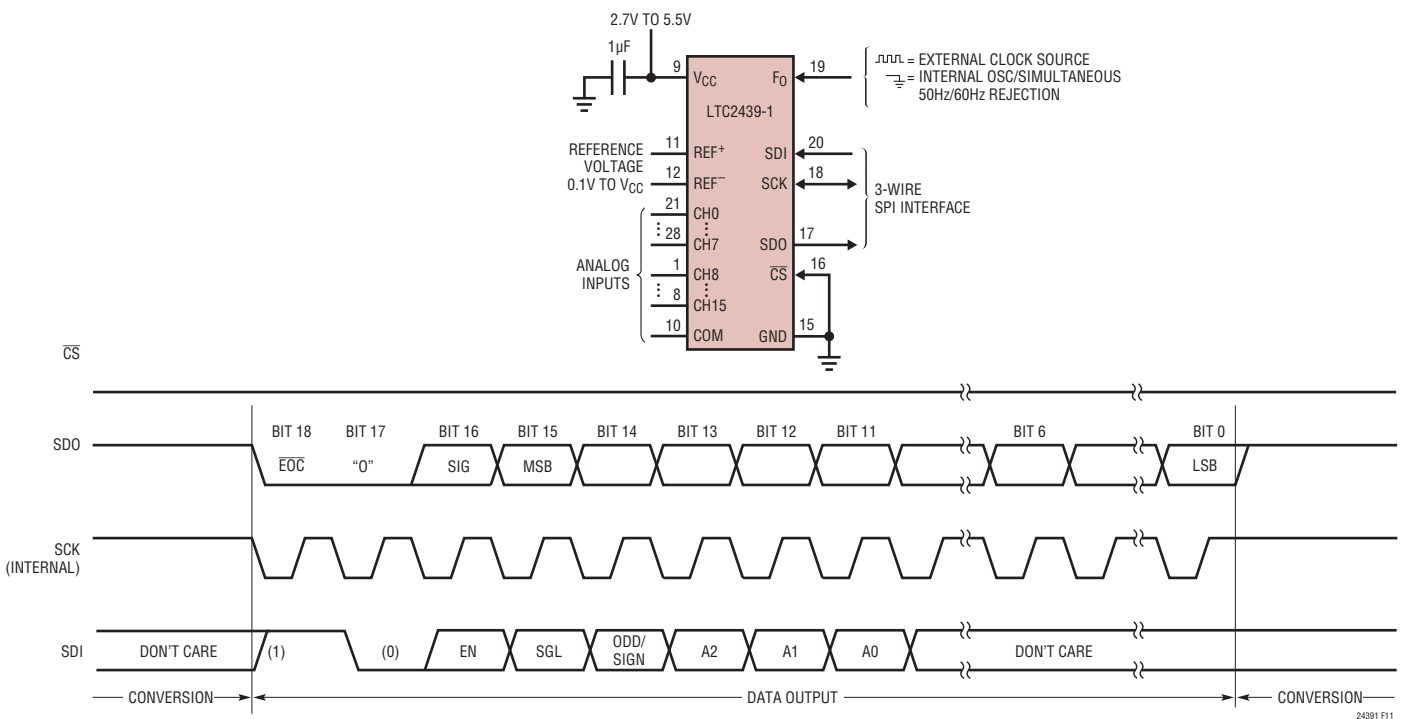 2.7V TO 5.5V
1µF
9
VCC
FO
19
= EXTERNAL CLOCK SOURCE
= INTERNAL OSC/SIMULTANEOUS
50Hz/60Hz REJECTION
LTC2439-1
REFERENCE
VOLTAGE
0.1V TO VCC
11
REF+
SDI
20
12
REF–
SCK
18
3-WIRE
SPI INTERFACE
21
CH0
28
CH7
SDO
17
ANALOG
INPUTS
1
CH8
CS
16
8
CH15
10
COM
GND
15
CS
SDO
BIT 18
BIT 17
BIT 16
BIT 15
BIT 14
BIT 13
BIT 12
BIT 11
BIT 6
BIT 0
EOC
“0”
SIG
MSB
LSB
SCK
(INTERNAL)
SDI
DON’T CARE
(1)
(0)
EN
SGL
ODD/
SIGN
A2
A1
A0
DON’T CARE
CONVERSION
DATA OUTPUT
CONVERSION
24391 F11